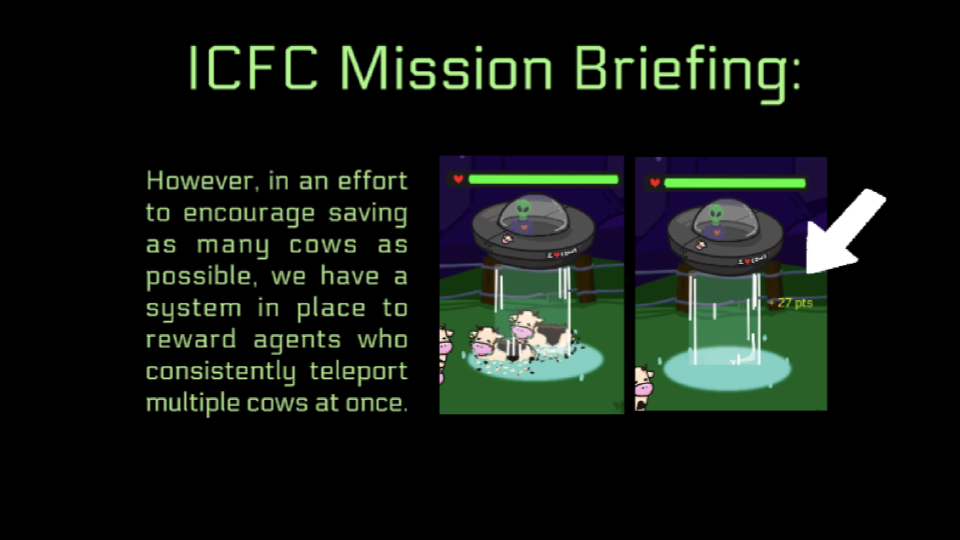 ICFC Mission Briefing:
However, in an effort
to encourage saving
as many cows as
possible, we have a
system in place to
reward agents who
consistently teleport
multiple cows at once.
I ♥ COWS
I ♥ COWS
+ 27 pts